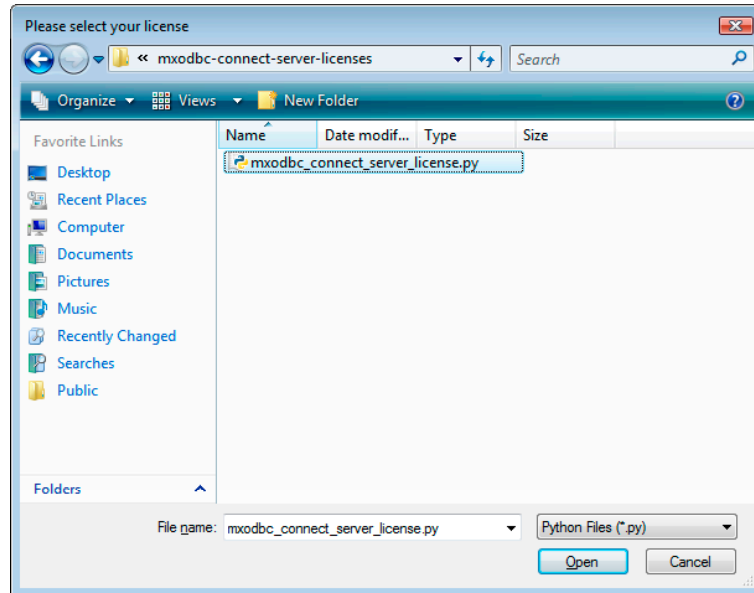 Please select your license
« mxodbc-connect-server-licenses
Search
Organize Views New Folder
Favorite Links
Desktop
Recent Places
Computer
Documents
Pictures
Music
Recently Changed
Searches
Public
Folders
Name Date modif... Type Size
mxodbc_connect_server_license.py
File name: mxodbc_connect_server_license.py Python Files (*.py)
Open Cancel